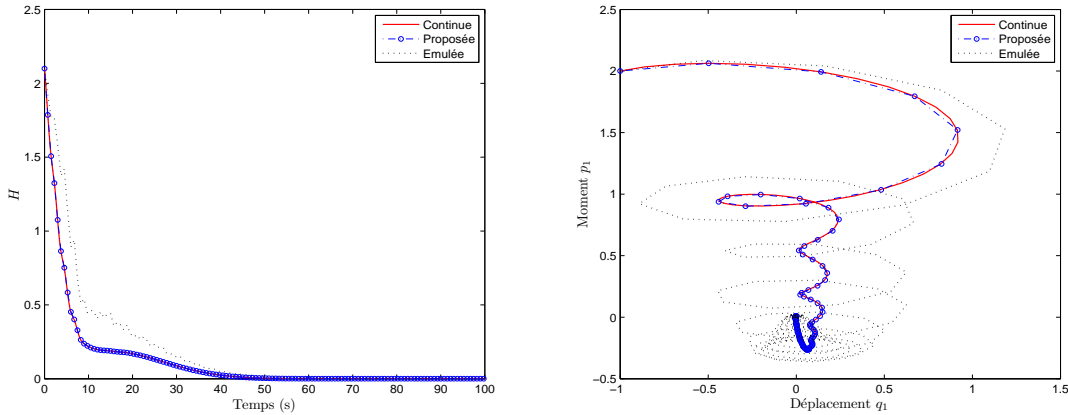 2.5
2
1.5
1
0.5
0
H
0 10 20 30 40 50 60 70 80 90 100
Temps (s)
Continue
Proposée
Emulée
2.5
2
1.5
1
0.5
0
−0.5
Moment p₁
−1 −0.5 0 0.5 1 1.5
Déplacement q₁
Continue
Proposée
Emulée